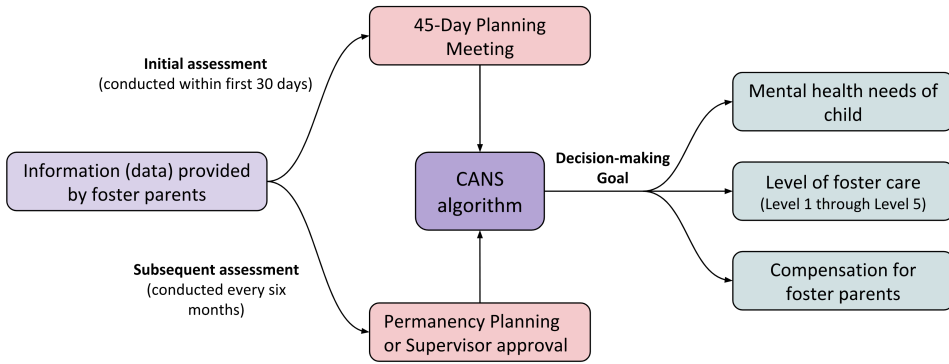 45-Day Planning
Meeting
Initial assessment
(conducted within first 30 days)
Information (data) provided
by foster parents
Subsequent assessment
(conducted every six
months)
Permanency Planning
or Supervisor approval
CANS
algorithm
Decision-making
Goal
Mental health needs of
child
Level of foster care
(Level 1 through Level 5)
Compensation for
foster parents